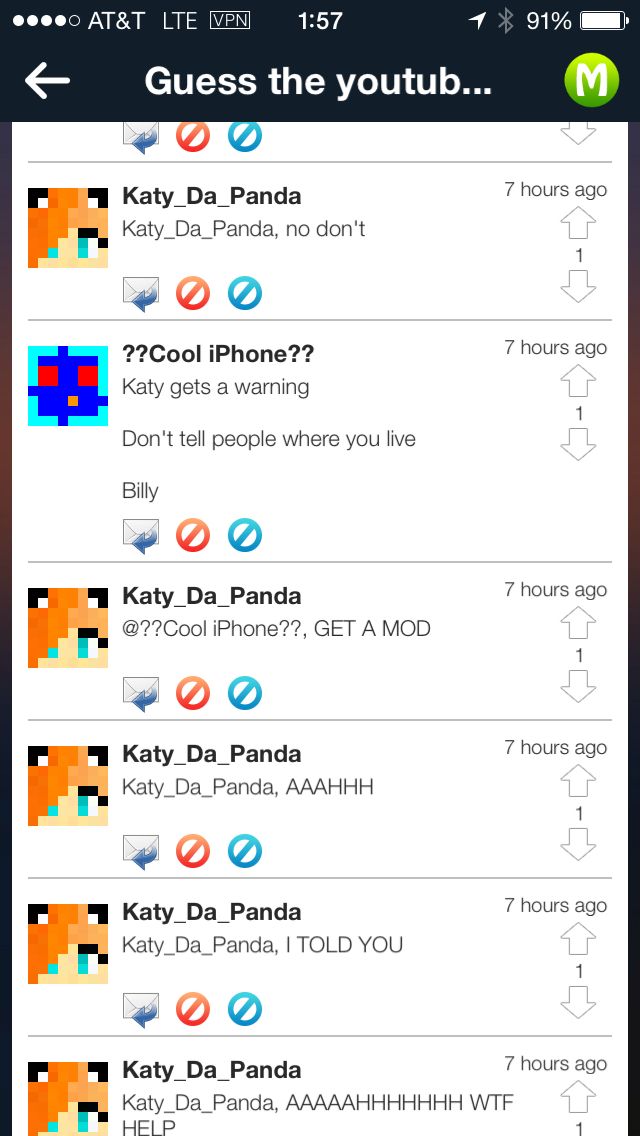 AT&T LTE VPN 1:57 91%
Guess the youtub... M
Katy_Da_Panda 7 hours ago
Katy_Da_Panda, no don't
1
??Cool iPhone?? 7 hours ago
Katy gets a warning
1
Don't tell people where you live
Billy
Katy_Da_Panda 7 hours ago
@??Cool iPhone??, GET A MOD
1
Katy_Da_Panda 7 hours ago
Katy_Da_Panda, AAAHHH
1
Katy_Da_Panda 7 hours ago
Katy_Da_Panda, I TOLD YOU
1
Katy_Da_Panda 7 hours ago
Katy_Da_Panda, AAAAAHHHHHHH WTF
HELP
1